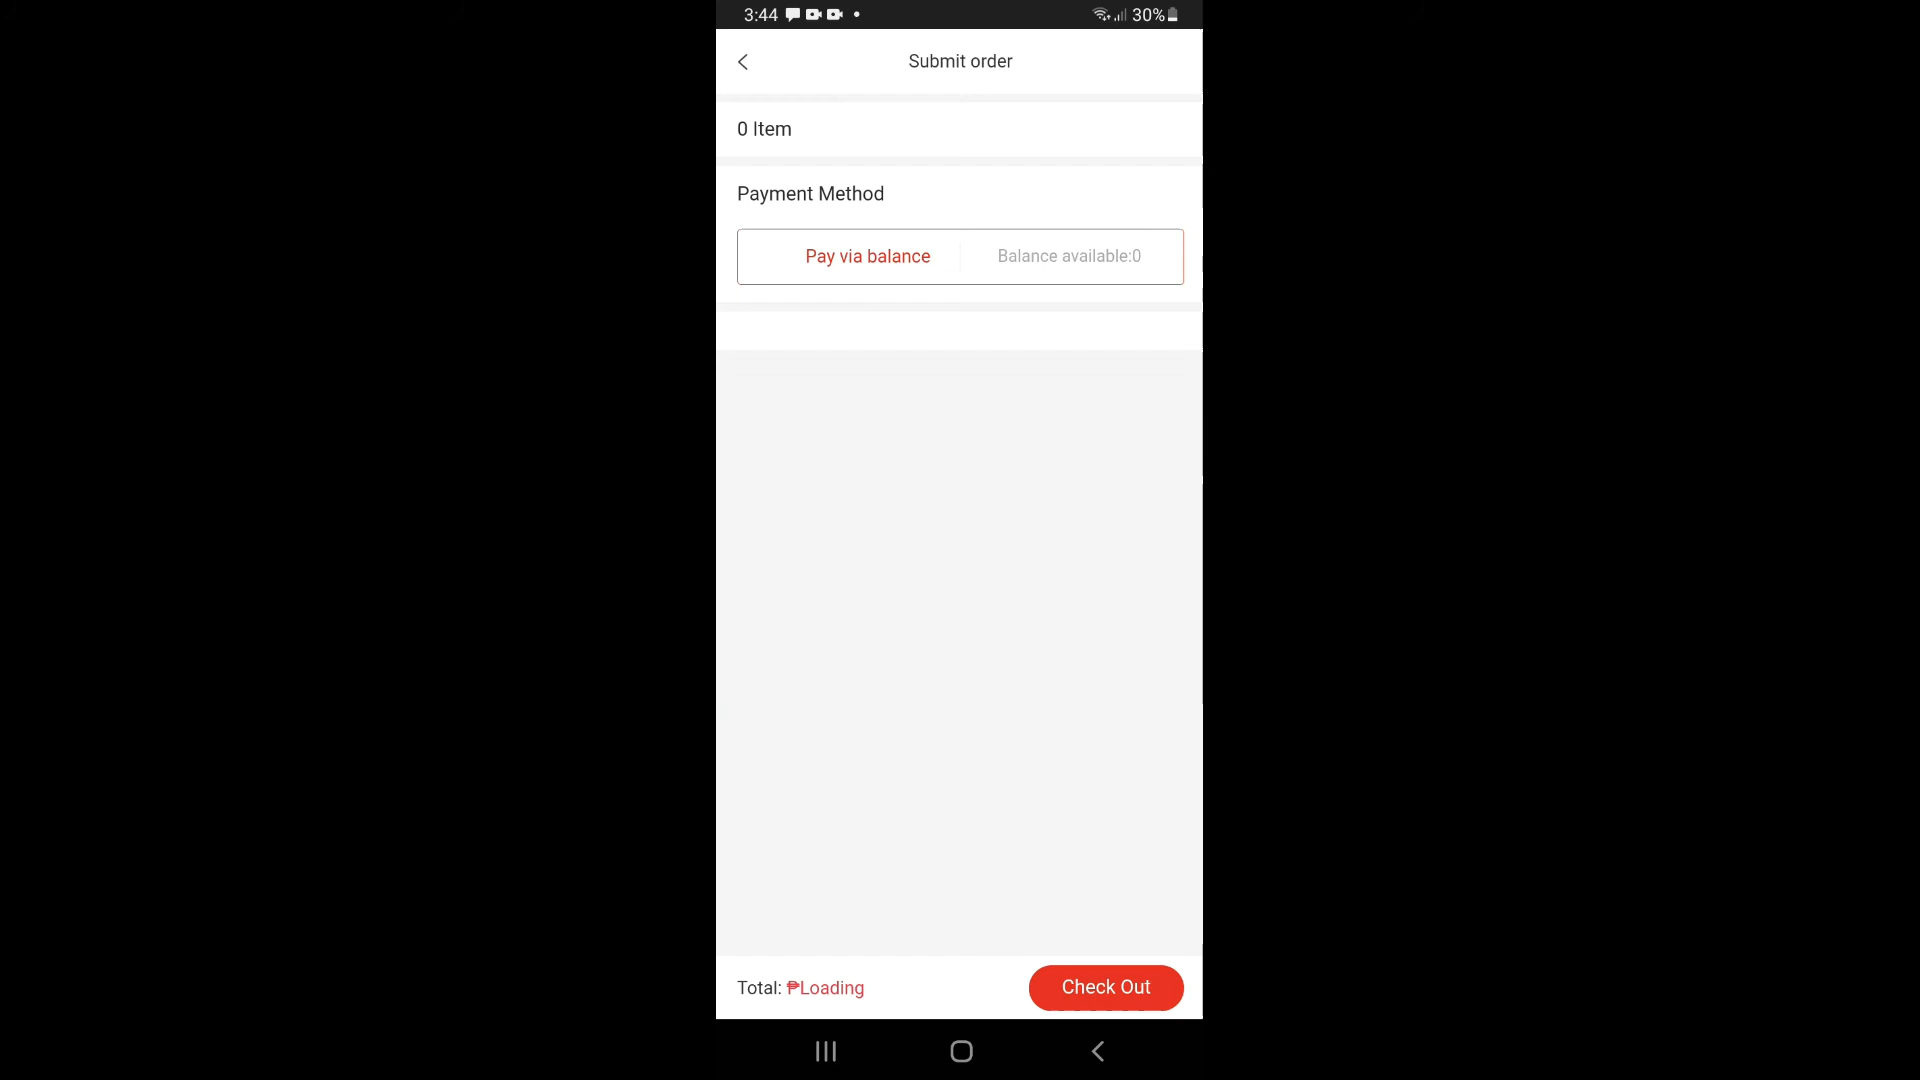 3:44
30%
Submit order
0 Item
Payment Method
Pay via balance
Balance available:0
Total: ₱Loading
Check Out